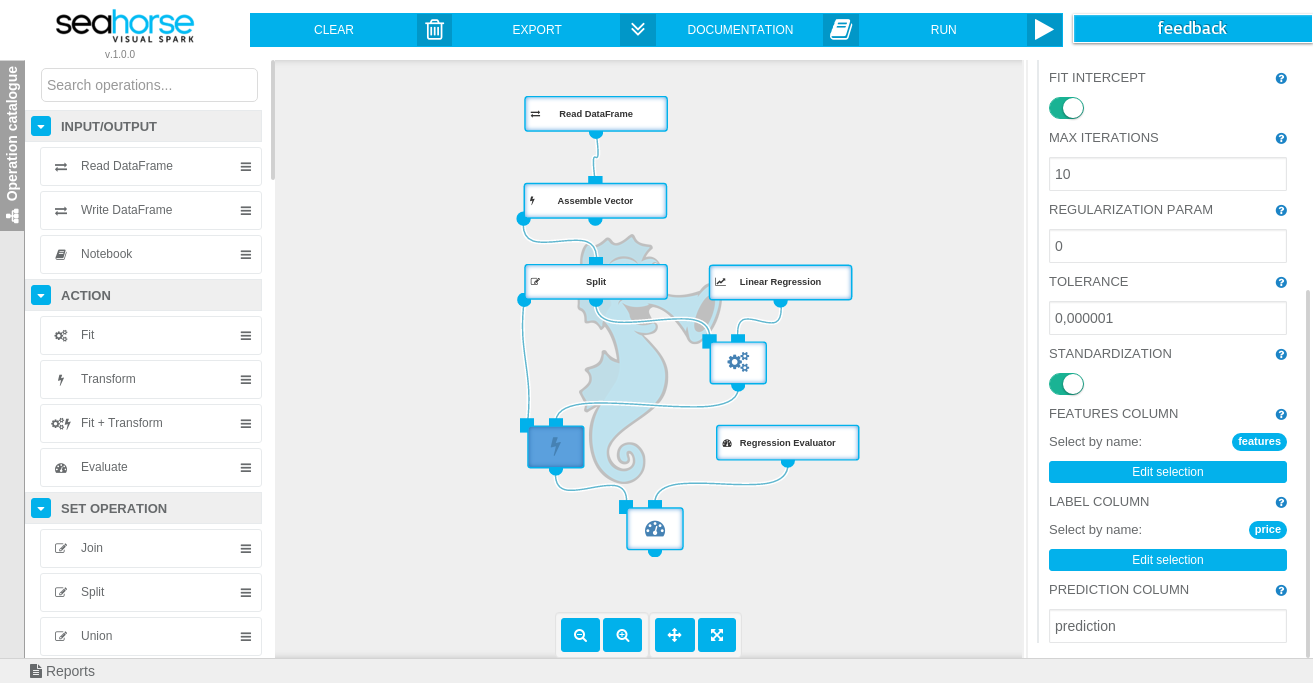 seahorse
VISUAL SPARK
v.1.0.0
CLEAR
EXPORT
DOCUMENTATION
RUN
feedback
Operation catalogue
Search operations...
INPUT/OUTPUT
Read DataFrame
Write DataFrame
Notebook
ACTION
Fit
Transform
Fit + Transform
Evaluate
SET OPERATION
Join
Split
Union
Read DataFrame
Assemble Vector
Split
Linear Regression
Regression Evaluator
FIT INTERCEPT
MAX ITERATIONS
10
REGULARIZATION PARAM
0
TOLERANCE
0,000001
STANDARDIZATION
FEATURES COLUMN
Select by name: features
Edit selection
LABEL COLUMN
Select by name: price
Edit selection
PREDICTION COLUMN
prediction
Reports